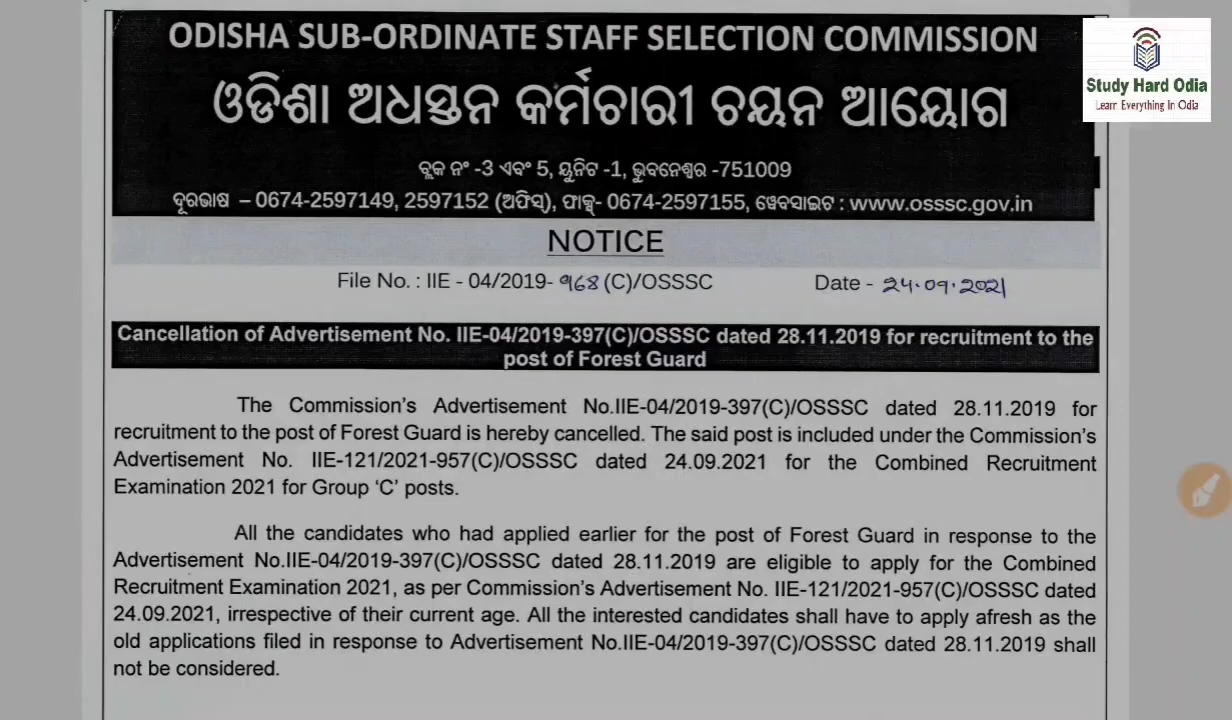 ODISHA SUB-ORDINATE STAFF SELECTION COMMISSION
ଓଡିଶା ଅଧସ୍ତନ କର୍ମଚାରୀ ଚୟନ ଆୟୋଗ
ବ୍ଲକ ନଂ -3 ଏବଂ 5, ୟୁନିଟ -1, ଭୁବନେଶ୍ୱର -751009
ଦୂରଭାଷ – 0674-2597149, 2597152 (ଅଫିସ୍), ଫାକ୍ସ- 0674-2597155, ୱେବସାଇଟ : www.osssc.gov.in
Study Hard Odia
Learn Everything In Odia
NOTICE
File No. : IIE - 04/2019- 968 (C)/OSSSC Date - 24.09.2021
Cancellation of Advertisement No. IIE-04/2019-397(C)/OSSSC dated 28.11.2019 for recruitment to the
post of Forest Guard
The Commission's Advertisement No.IIE-04/2019-397(C)/OSSSC dated 28.11.2019 for
recruitment to the post of Forest Guard is hereby cancelled. The said post is included under the Commission's
Advertisement No. IIE-121/2021-957(C)/OSSSC dated 24.09.2021 for the Combined Recruitment
Examination 2021 for Group 'C' posts.
All the candidates who had applied earlier for the post of Forest Guard in response to the
Advertisement No.IIE-04/2019-397(C)/OSSSC dated 28.11.2019 are eligible to apply for the Combined
Recruitment Examination 2021, as per Commission's Advertisement No. IIE-121/2021-957(C)/OSSSC dated
24.09.2021, irrespective of their current age. All the interested candidates shall have to apply afresh as the
old applications filed in response to Advertisement No.IIE-04/2019-397(C)/OSSSC dated 28.11.2019 shall
not be considered.